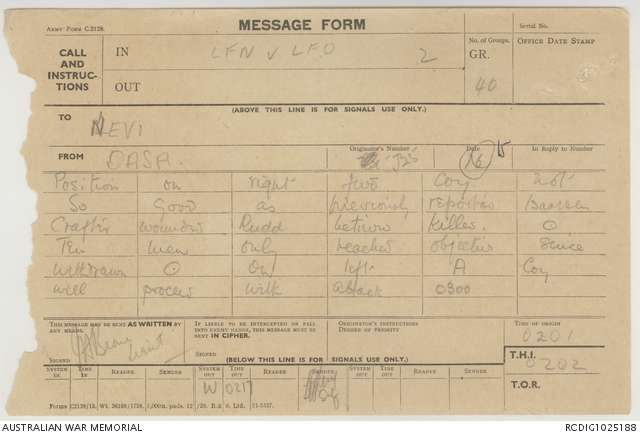 ARMY FORM C2128.
MESSAGE FORM
Serial No.
CALL AND INSTRUC-TIONS
IN LFN V LFO 2
No. of Groups.
GR. 40
OFFICE DATE STAMP
OUT
(ABOVE THIS LINE IS FOR SIGNALS USE ONLY.)
TO NEVI
FROM DASA.
Originator's Number
Date 16
In Reply to Number
Position on right two Coy not
So Good as previously reported
wounded Rudd killed. O
Ten men only reached objective since
withdrawn O On left A Coy
will process with attack 0300
THIS MESSAGE MAY BE SENT AS WRITTEN BY ANY MEANS.
IF LIABLE TO BE INTERCEPTED OR FALL INTO ENEMY HANDS, THIS MESSAGE MUST BE SENT IN CIPHER.
ORIGINATOR'S INSTRUCTIONS
DEGREE OF PRIORITY
TIME OF ORIGIN
0201
SIGNED
SIGNED
(BELOW THIS LINE IS FOR SIGNALS USE ONLY.)
T.H.I. 0202
SYSTEM IN TIME IN READER SENDER SYSTEM OUT TIME OUT READER SENDER SYSTEM OUT TIME OUT READER SENDER
T.O.R.
W 0217
AUSTRALIAN WAR MEMORIAL
RCDIG1025188